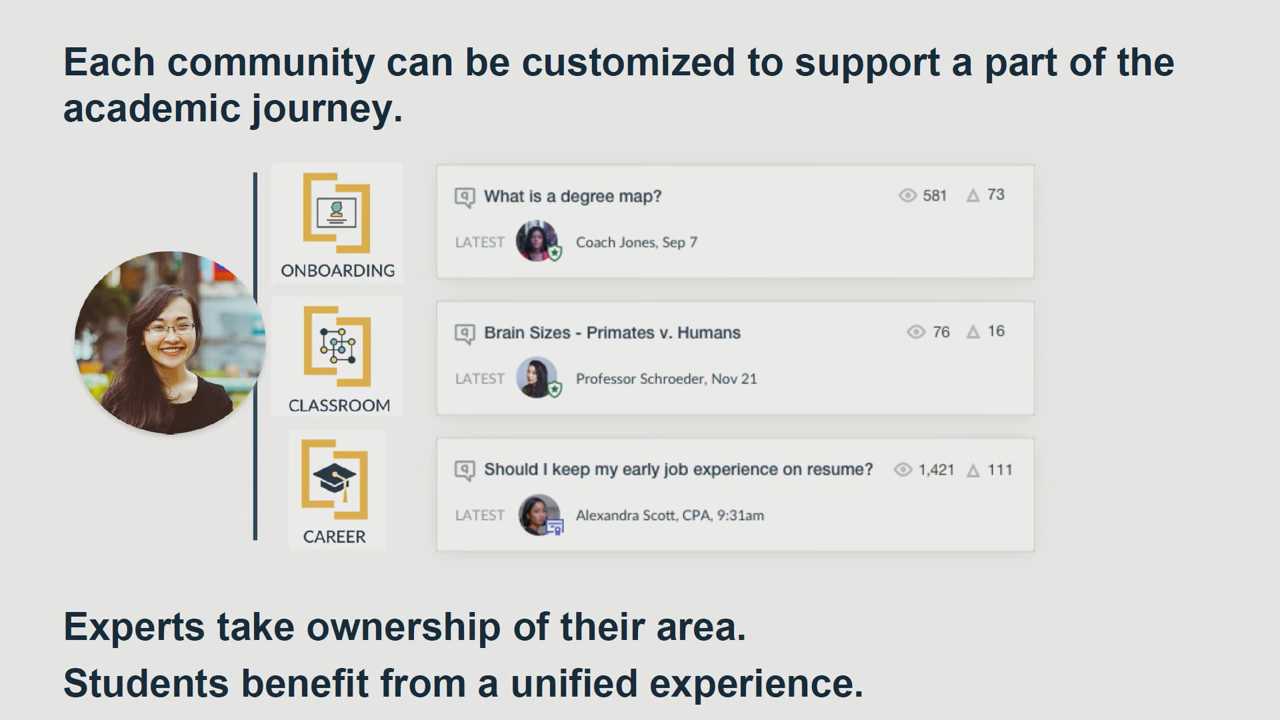 Each community can be customized to support a part of the
academic journey.
ONBOARDING
What is a degree map?
581
73
LATEST
Coach Jones, Sep 7
CLASSROOM
Brain Sizes - Primates v. Humans
76
16
LATEST
Professor Schroeder, Nov 21
CAREER
Should I keep my early job experience on resume?
1,421
111
LATEST
Alexandra Scott, CPA, 9:31am
Experts take ownership of their area.
Students benefit from a unified experience.